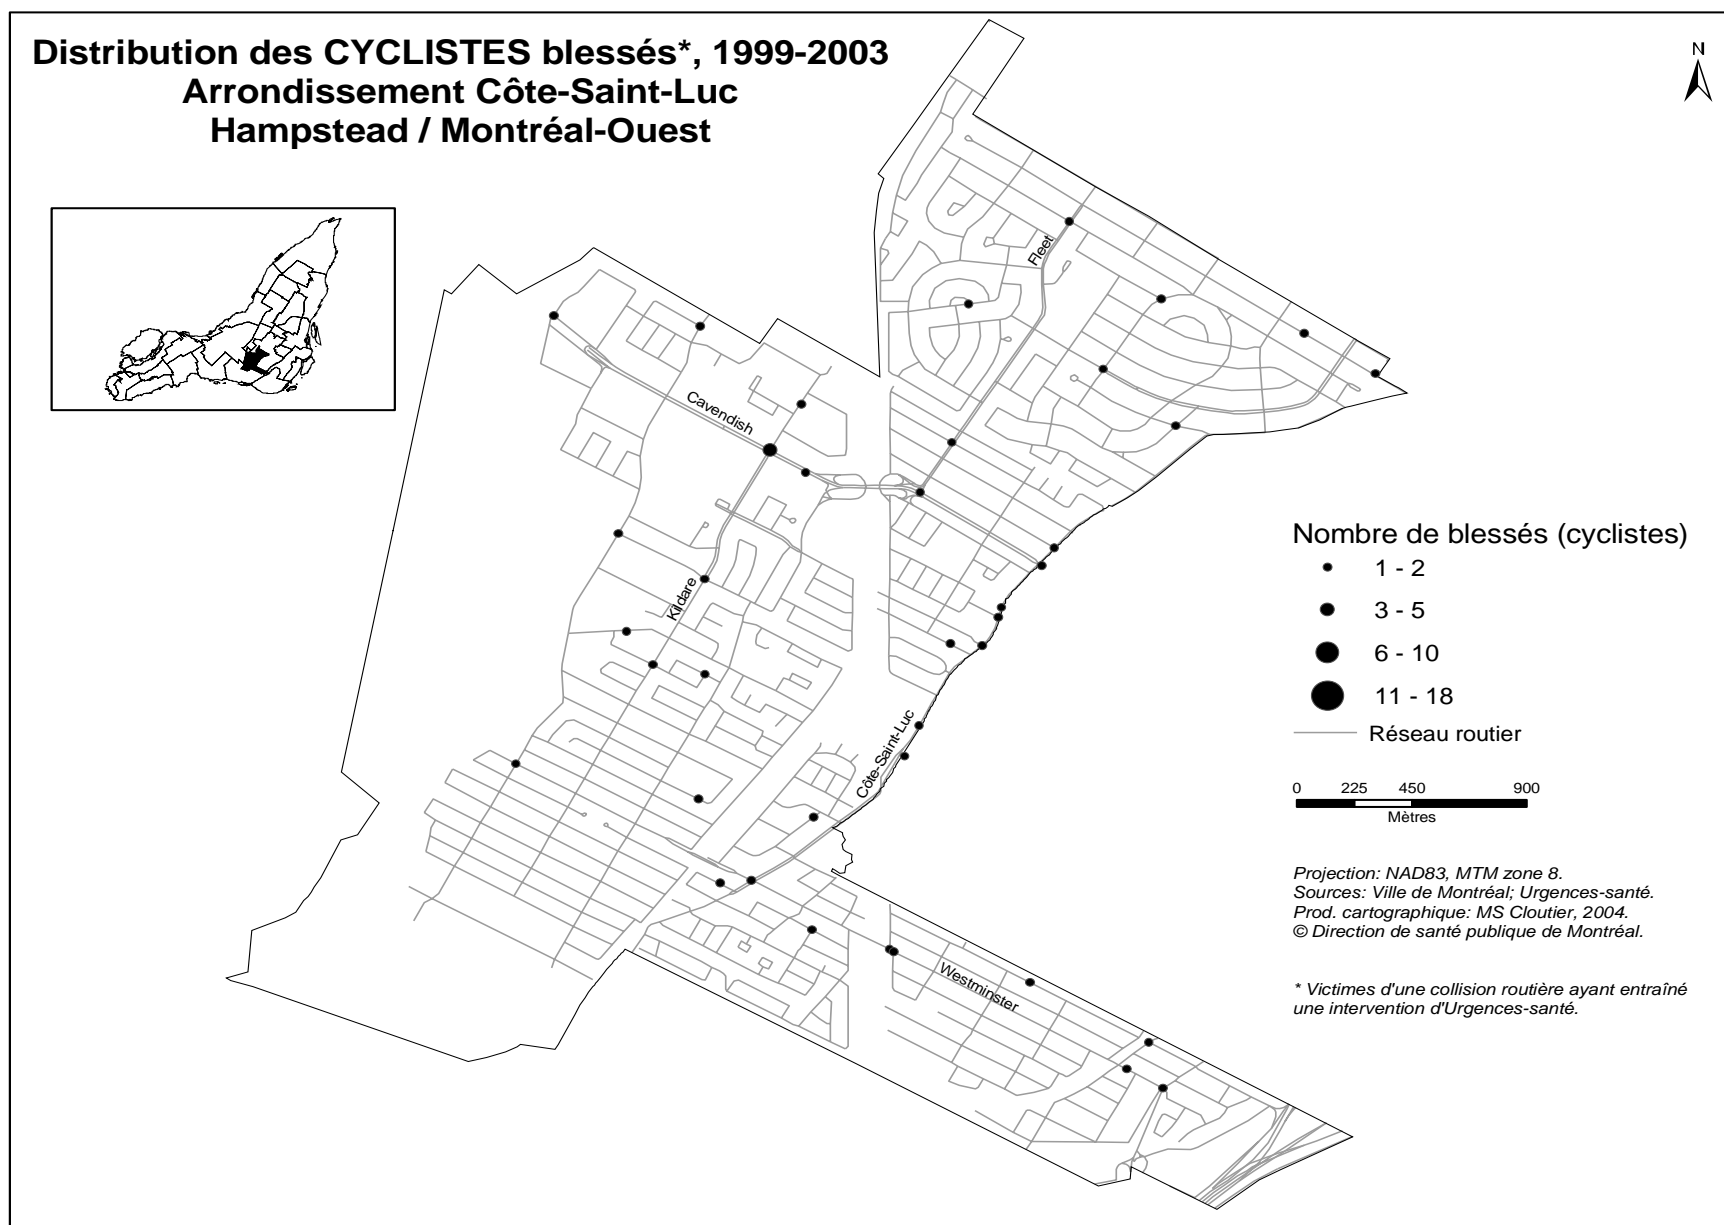 Distribution des CYCLISTES blessés*, 1999-2003
Arrondissement Côte-Saint-Luc
Hampstead / Montréal-Ouest
N
Fleet
Cavendish
Kildare
Côte-Saint-Luc
Westminster
Nombre de blessés (cyclistes)
1 - 2
3 - 5
6 - 10
11 - 18
Réseau routier
0 225 450 900
Mètres
Projection: NAD83, MTM zone 8.
Sources: Ville de Montréal; Urgences-santé.
Prod. cartographique: MS Cloutier, 2004.
© Direction de santé publique de Montréal.
* Victimes d'une collision routière ayant entraîné
une intervention d'Urgences-santé.